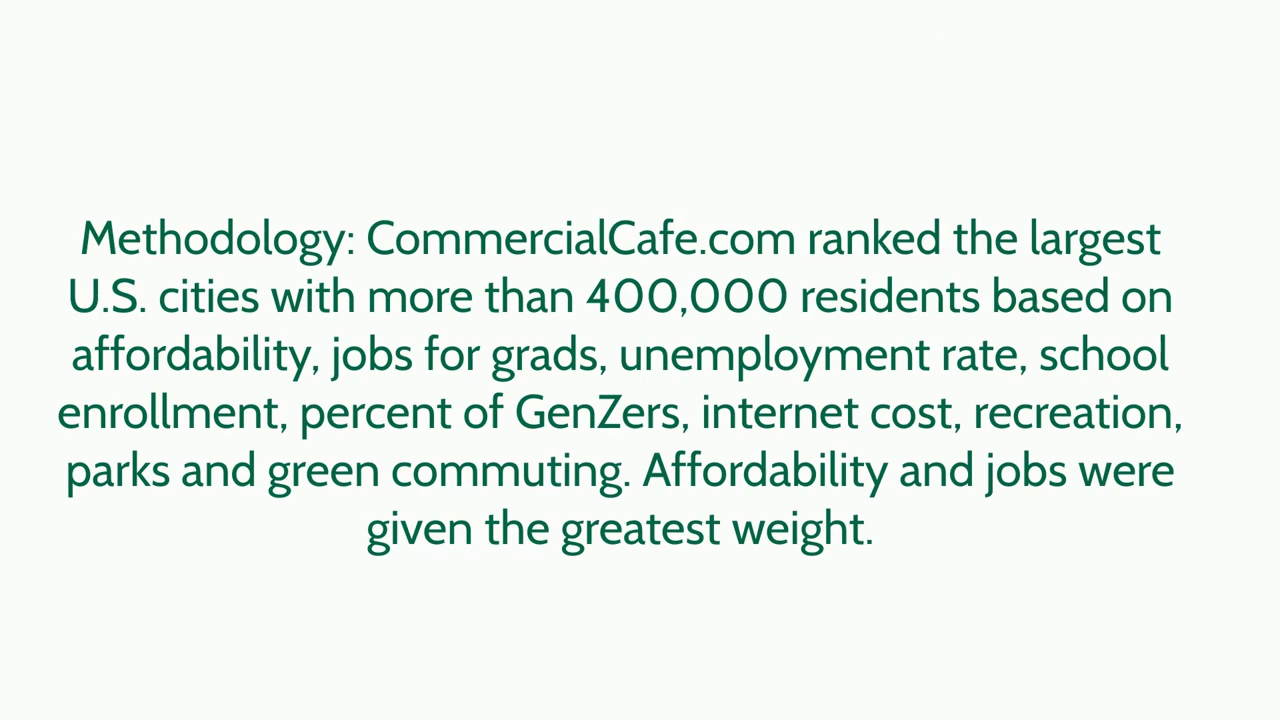 Methodology: CommercialCafe.com ranked the largest
U.S. cities with more than 400,000 residents based on
affordability, jobs for grads, unemployment rate, school
enrollment, percent of GenZers, internet cost, recreation,
parks and green commuting. Affordability and jobs were
given the greatest weight.